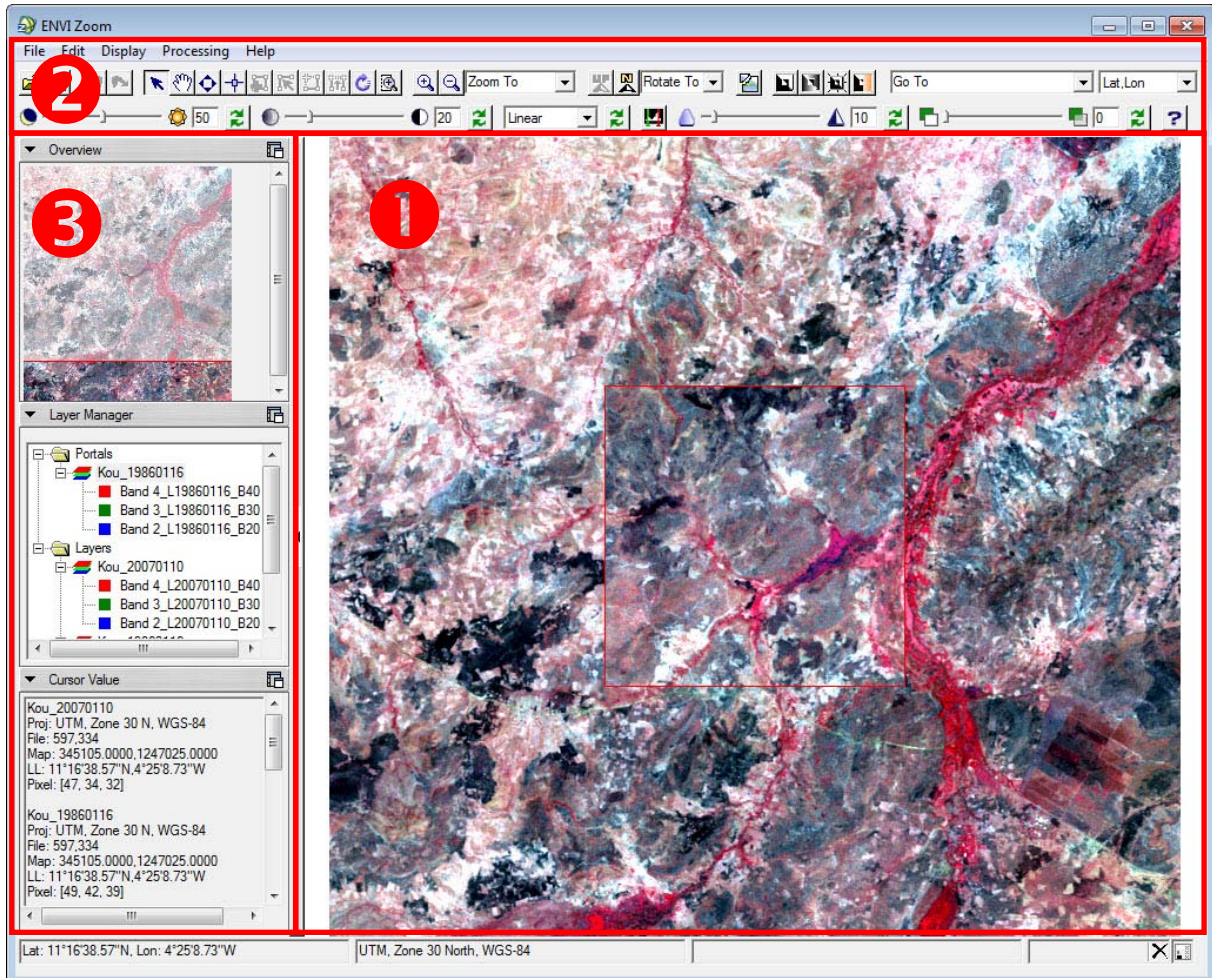 ENVI Zoom
File Edit Display Processing Help
2
Zoom To
Rotate To
Go To
Lat,Lon
50
20
Linear
10
0
?
Overview
3
1
Layer Manager
Portals
Kou_19860116
Band 4_L19860116_B40
Band 3_L19860116_B30
Band 2_L19860116_B20
Layers
Kou_20070110
Band 4_L20070110_B40
Band 3_L20070110_B30
Band 2_L20070110_B20
Cursor Value
Kou_20070110
Proj: UTM, Zone 30 N, WGS-84
File: 597,334
Map: 345105.0000,1247025.0000
LL: 11°16'38.57"N,4°25'8.73"W
Pixel: [47, 34, 32]
Kou_19860116
Proj: UTM, Zone 30 N, WGS-84
File: 597,334
Map: 345105.0000,1247025.0000
LL: 11°16'38.57"N,4°25'8.73"W
Pixel: [49, 42, 39]
Lat: 11°16'38.57"N, Lon: 4°25'8.73"W
UTM, Zone 30 North, WGS-84